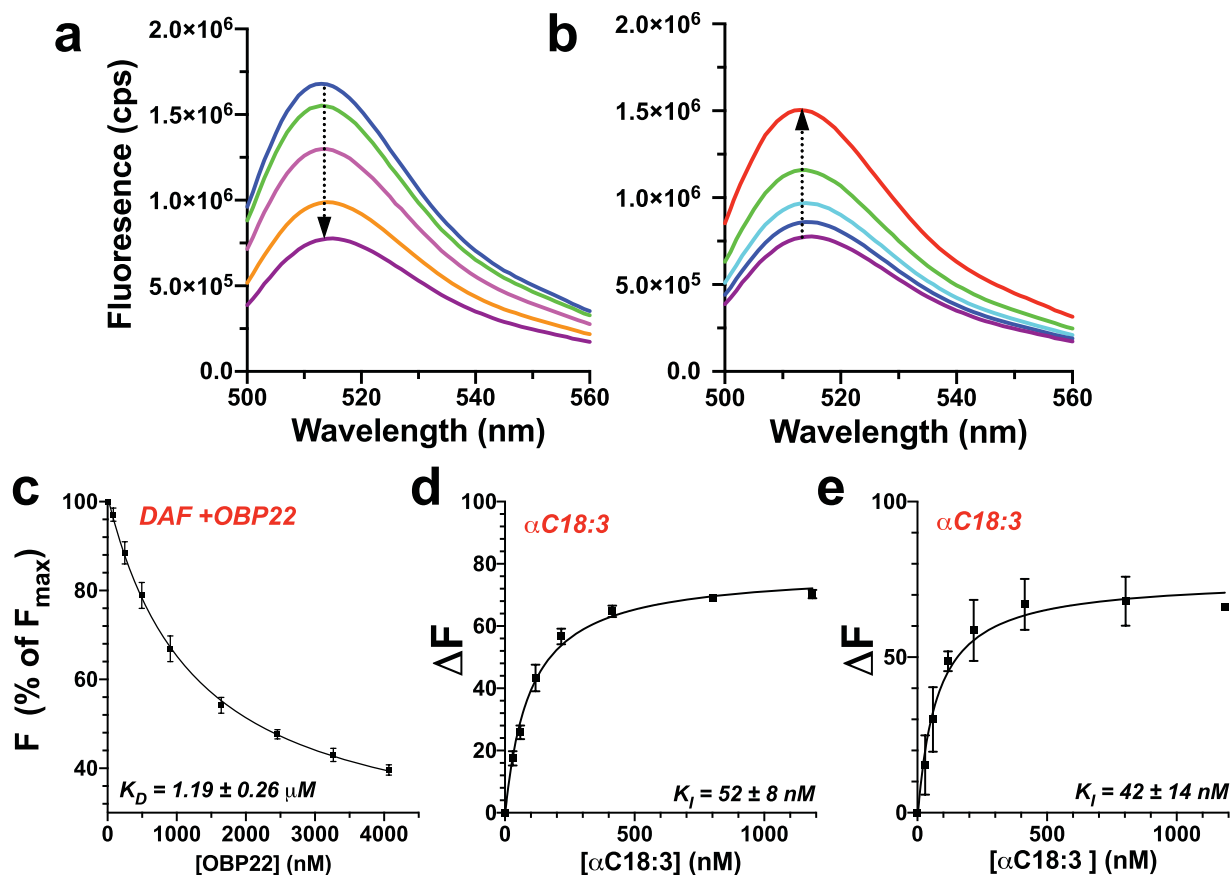 a
2.0×10⁶
1.5×10⁶
1.0×10⁶
5.0×10⁵
0.0
Fluoresence (cps)
500 520 540 560
Wavelength (nm)
b
2.0×10⁶
1.5×10⁶
1.0×10⁶
5.0×10⁵
0.0
500 520 540 560
Wavelength (nm)
c
100
80
60
40
F (% of Fmax)
DAF +OBP22
KD = 1.19 ± 0.26 μM
0 1000 2000 3000 4000
[OBP22] (nM)
d
100
80
60
40
20
0
ΔF
αC18:3
KI = 52 ± 8 nM
0 500 1000
[αC18:3] (nM)
e
100
50
0
ΔF
αC18:3
KI = 42 ± 14 nM
0 500 1000
[αC18:3 ] (nM)